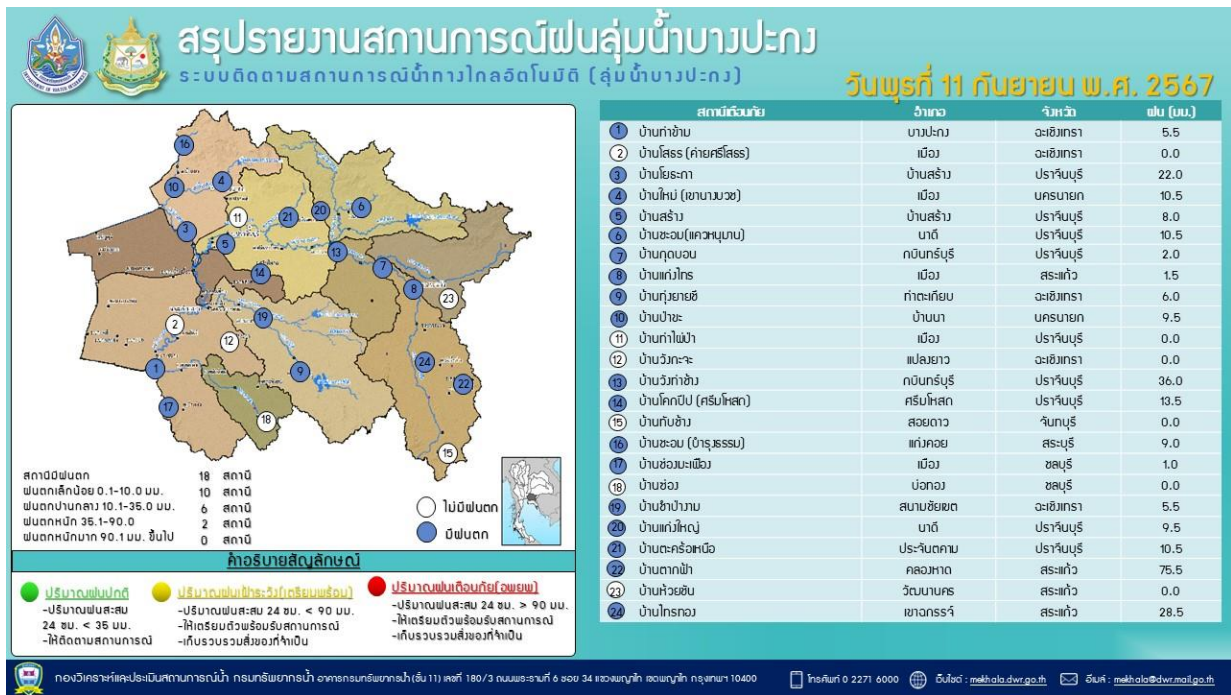 สรุปรายงานสถานการณ์ฝนลุ่มน้ำบางปะกง
ระบบติดตามสถานการณ์น้ำทางไกลอัตโนมัติ (ลุ่มน้ำบางปะกง)
วันพุธที่ 11 กันยายน พ.ศ. 2567
สถานีเตือนภัย อำเภอ จังหวัด ฝน (มม.)
1 บ้านท่าข้าม บางปะกง ฉะเชิงเทรา 5.5
2 บ้านโสธร (ค่ายศรีโสธร) เมือง ฉะเชิงเทรา 0.0
3 บ้านโยธะกา บ้านสร้าง ปราจีนบุรี 22.0
4 บ้านใหม่ (เขานางบวช) เมือง นครนายก 10.5
5 บ้านสร้าง บ้านสร้าง ปราจีนบุรี 8.0
6 บ้านชะอม(แควหนุมาน) นาดี ปราจีนบุรี 10.5
7 บ้านกุดบอน กบินทร์บุรี ปราจีนบุรี 2.0
8 บ้านแก่งไทร เมือง สระแก้ว 1.5
9 บ้านทุ่งยายชี ท่าตะเกียบ ฉะเชิงเทรา 6.0
10 บ้านป่าขะ บ้านนา นครนายก 9.5
11 บ้านท่าไผ่ป่า เมือง ปราจีนบุรี 0.0
12 บ้านวังกะจะ แปลงยาว ฉะเชิงเทรา 0.0
13 บ้านวังท่าช้าง กบินทร์บุรี ปราจีนบุรี 36.0
14 บ้านโคกปีป (ศรีมโหสถ) ศรีมโหสถ ปราจีนบุรี 13.5
15 บ้านทับช้าง สอยดาว จันทบุรี 0.0
16 บ้านชะอม (บำรุงธรรม) แก่งคอย สระบุรี 9.0
17 บ้านช่องมะเฟือง เมือง ชลบุรี 1.0
18 บ้านช่อง บ่อทอง ชลบุรี 0.0
19 บ้านชำป่างาม สนามชัยเขต ฉะเชิงเทรา 5.5
20 บ้านแก่งใหญ่ นาดี ปราจีนบุรี 9.5
21 บ้านตะคร้อเหนือ ประจันตคาม ปราจีนบุรี 10.5
22 บ้านตากฟ้า คลองหาด สระแก้ว 75.5
23 บ้านห้วยชัน วัฒนานคร สระแก้ว 0.0
24 บ้านไทรทอง เขาฉกรรจ์ สระแก้ว 28.5
16
10
4
11
21
20
6
3
5
13
14
7
8
23
2
19
12
1
9
24
22
17
18
15
สถานีมีฝนตก 18 สถานี
ฝนตกเล็กน้อย 0.1-10.0 มม. 10 สถานี
ฝนตกปานกลาง 10.1-35.0 มม. 6 สถานี
ฝนตกหนัก 35.1-90.0 2 สถานี
ฝนตกหนักมาก 90.1 มม. ขึ้นไป 0 สถานี
ไม่มีฝนตก
มีฝนตก
คำอธิบายสัญลักษณ์
ปริมาณฝนปกติ
-ปริมาณฝนสะสม
24 ชม. < 35 มม.
-ให้ติดตามสถานการณ์
ปริมาณฝนเฝ้าระวัง(เตรียมพร้อม)
-ปริมาณฝนสะสม 24 ชม. < 90 มม.
-ให้เตรียมตัวพร้อมรับสถานการณ์
-เก็บรวบรวมสิ่งของที่จำเป็น
ปริมาณฝนเตือนภัย(อพยพ)
-ปริมาณฝนสะสม 24 ชม. > 90 มม.
-ให้เตรียมตัวพร้อมรับสถานการณ์
-เก็บรวบรวมสิ่งของที่จำเป็น
กองวิเคราะห์และประเมินสถานการณ์น้ำ กรมทรัพยากรน้ำ อาคารกรมทรัพยากรน้ำ(ชั้น 11) เลขที่ 180/3 ถนนพระรามที่ 6 ซอย 34 แขวงพญาไท เขตพญาไท กรุงเทพฯ 10400
โทรศัพท์ 0 2271 6000
เว็บไซต์ : mekhala.dwr.go.th
อีเมล์ : mekhala@dwr.mail.go.th